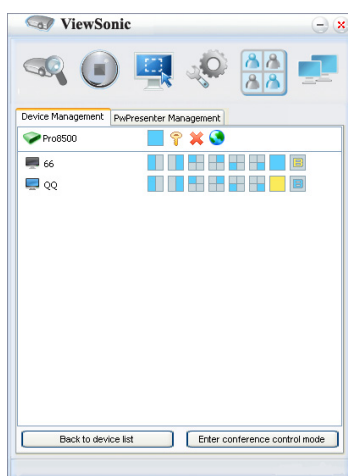 ViewSonic
Device Management PwPresenter Management
Pro8500
66
QQ
Back to device list Enter conference control mode